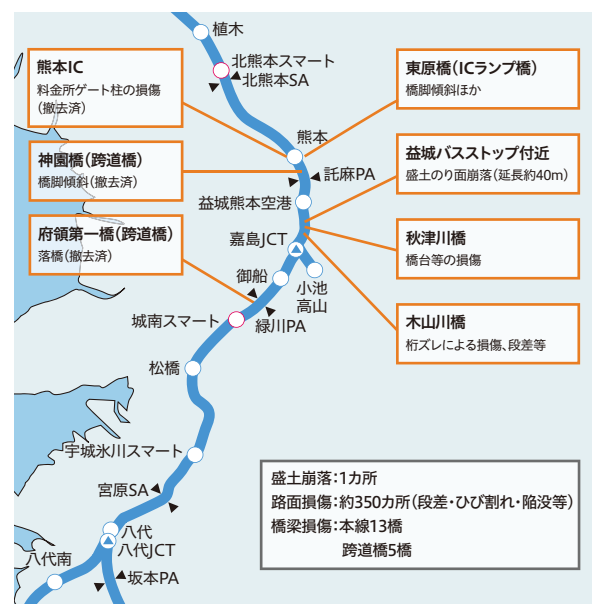 植木
北熊本スマート
北熊本SA
熊本IC
料金所ゲート柱の損傷
(撤去済)
東原橋(ICランプ橋)
橋脚傾斜ほか
熊本
神園橋(跨道橋)
橋脚傾斜(撤去済)
託麻PA
益城バスストップ付近
盛土のり面崩落(延長約40m)
益城熊本空港
府領第一橋(跨道橋)
落橋(撤去済)
嘉島JCT
秋津川橋
橋台等の損傷
御船
小池
高山
木山川橋
桁ズレによる損傷、段差等
城南スマート
緑川PA
松橋
宇城氷川スマート
宮原SA
盛土崩落:1カ所
路面損傷:約350カ所(段差・ひび割れ・陥没等)
橋梁損傷:本線13橋
跨道橋5橋
八代
八代JCT
八代南
坂本PA